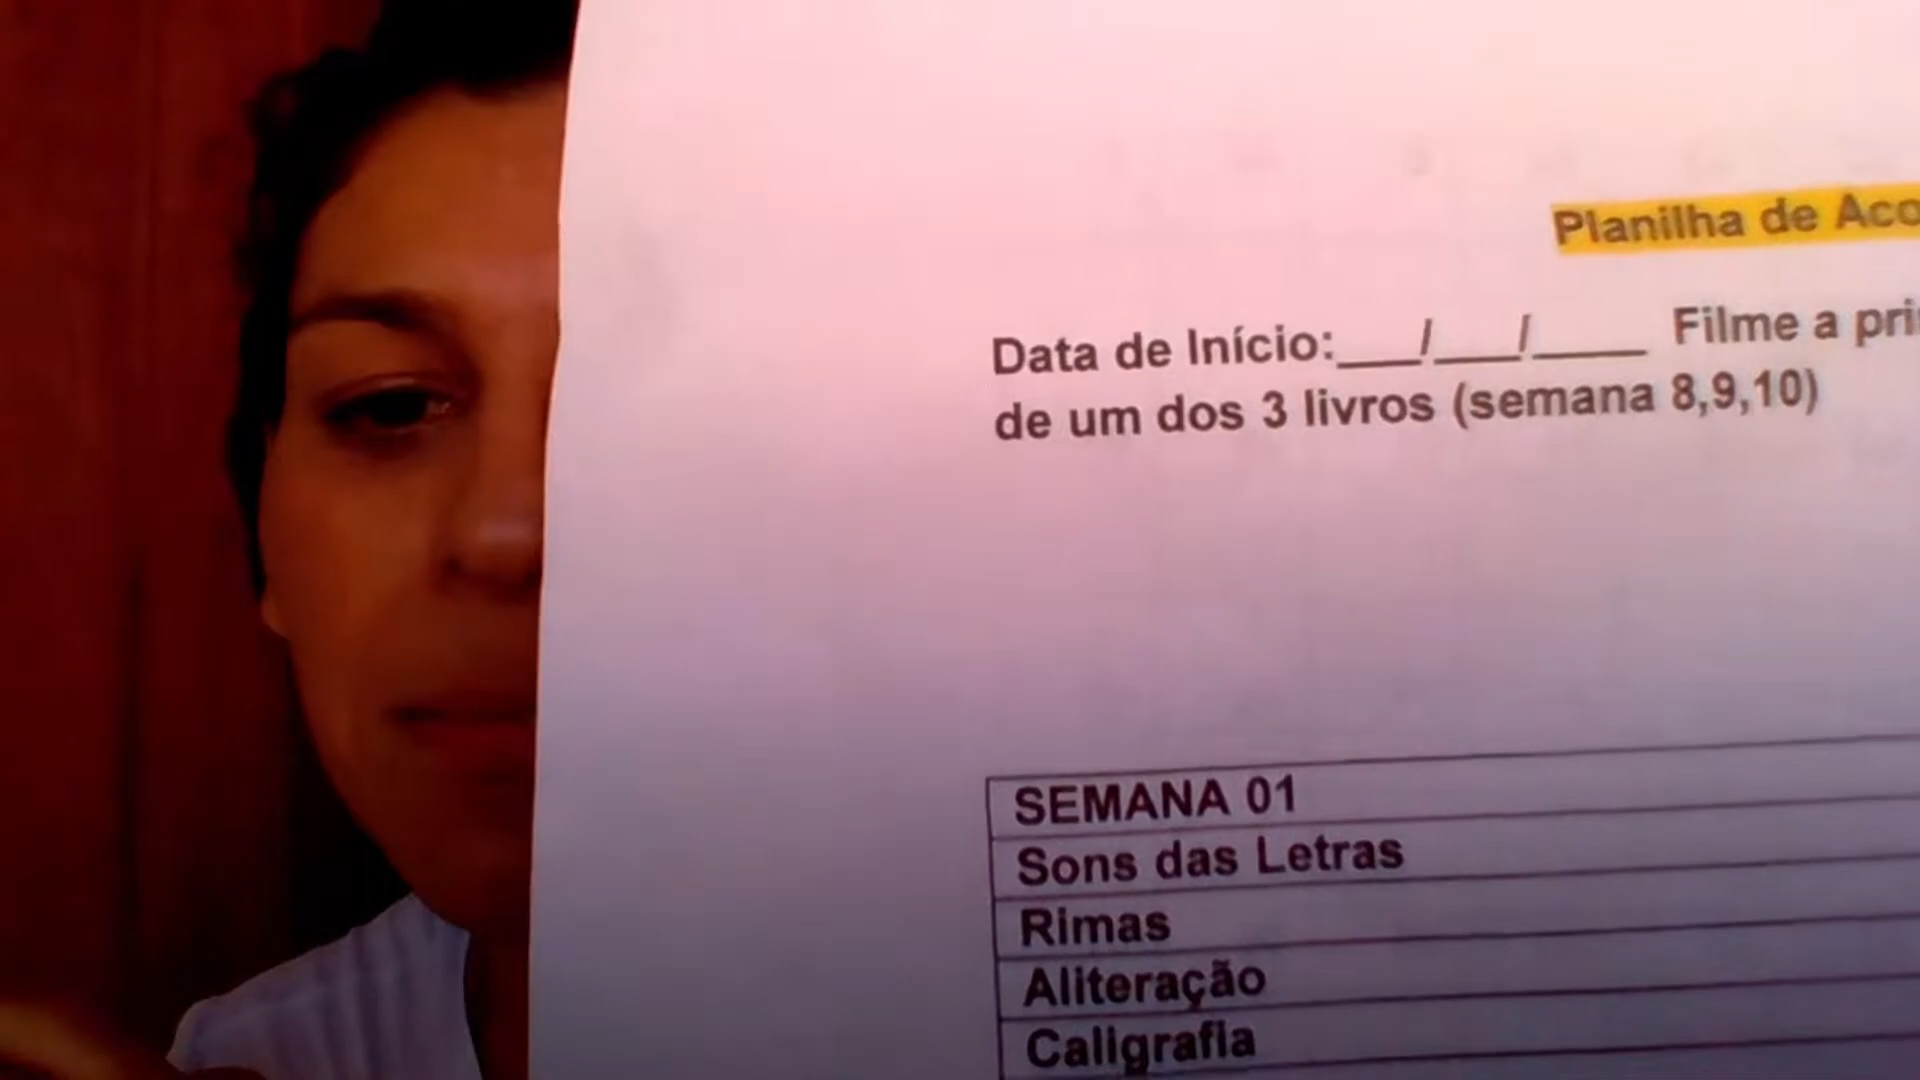 Planilha de Aco
Data de Início:___/___/____ Filme a pri
de um dos 3 livros (semana 8,9,10)
SEMANA 01
Sons das Letras
Rimas
Aliteração
Caligrafia